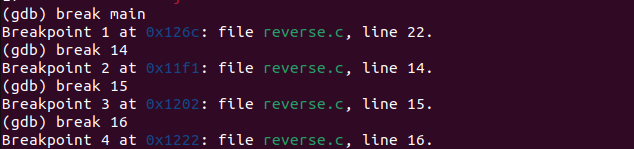 (gdb) break main
Breakpoint 1 at 0x126c: file reverse.c, line 22.
(gdb) break 14
Breakpoint 2 at 0x11f1: file reverse.c, line 14.
(gdb) break 15
Breakpoint 3 at 0x1202: file reverse.c, line 15.
(gdb) break 16
Breakpoint 4 at 0x1222: file reverse.c, line 16.